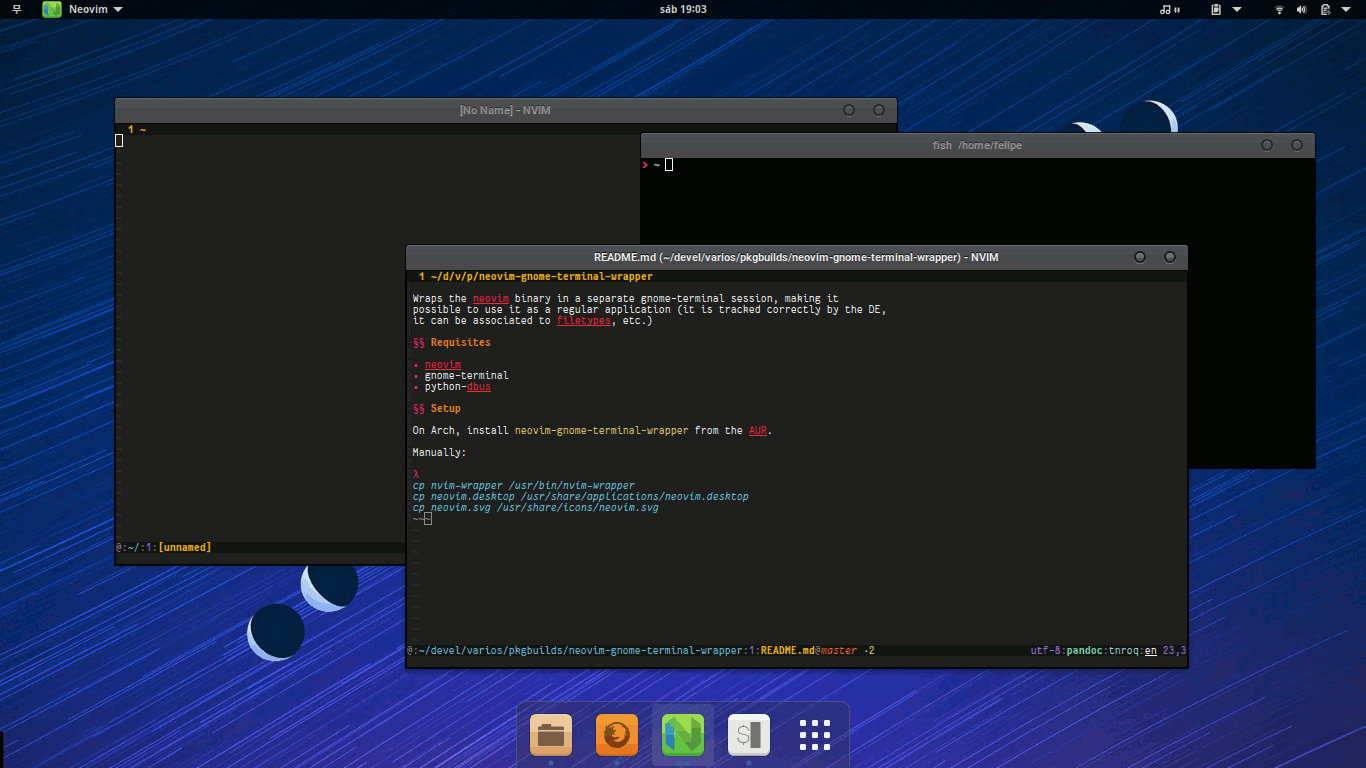 무 Neovim sáb 19:03
[No Name] - NVIM
1 ~
@:~/:1:[unnamed]
fish /home/felipe
> ~
README.md (~/devel/varios/pkgbuilds/neovim-gnome-terminal-wrapper) - NVIM
1 ~/d/v/p/neovim-gnome-terminal-wrapper
Wraps the neovim binary in a separate gnome-terminal session, making it
possible to use it as a regular application (it is tracked correctly by the DE,
it can be associated to filetypes, etc.)
§§ Requisites
• neovim
• gnome-terminal
• python-dbus
§§ Setup
On Arch, install neovim-gnome-terminal-wrapper from the AUR.
Manually:
λ
cp nvim-wrapper /usr/bin/nvim-wrapper
cp neovim.desktop /usr/share/applications/neovim.desktop
cp neovim.svg /usr/share/icons/neovim.svg
~~~
@:~/devel/varios/pkgbuilds/neovim-gnome-terminal-wrapper:1:README.md@master ·2 utf-8:pandoc:tnroq:en 23,3
$